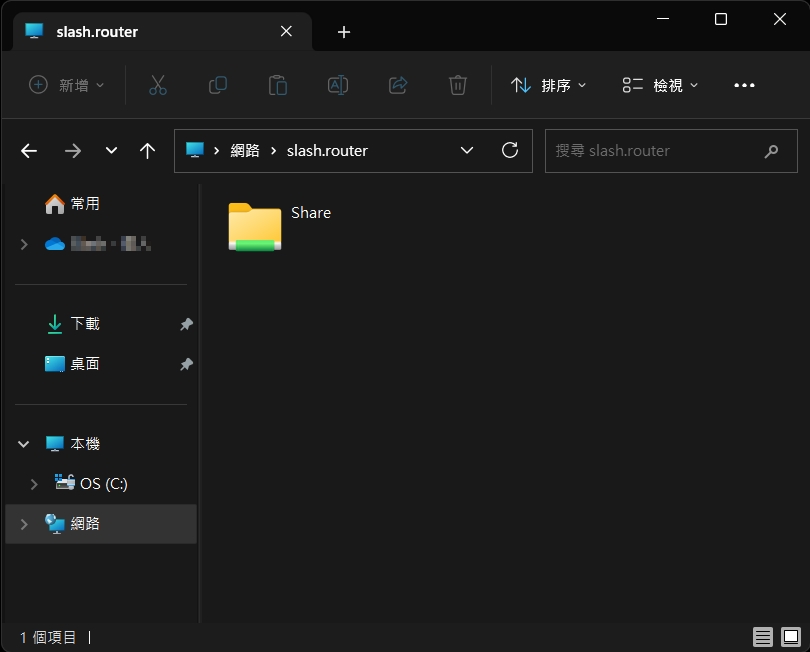 slash.router
新增
排序
檢視
網路
slash.router
搜尋 slash.router
常用
下載
桌面
本機
OS (C:)
網路
Share
1 個項目